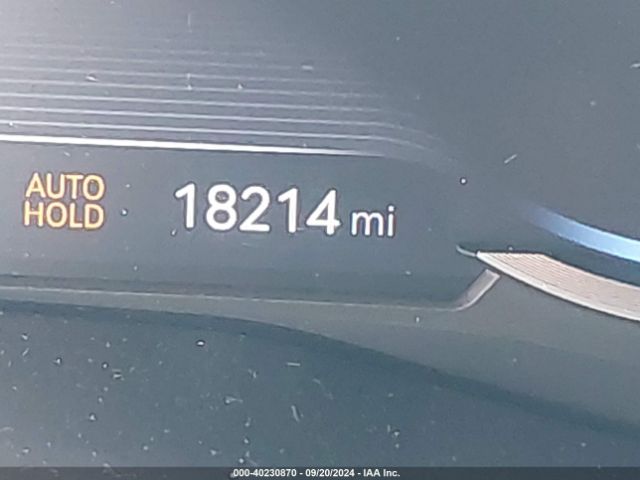 AUTO
HOLD
18214 mi
000-40230870 - 09/20/2024 - IAA Inc.